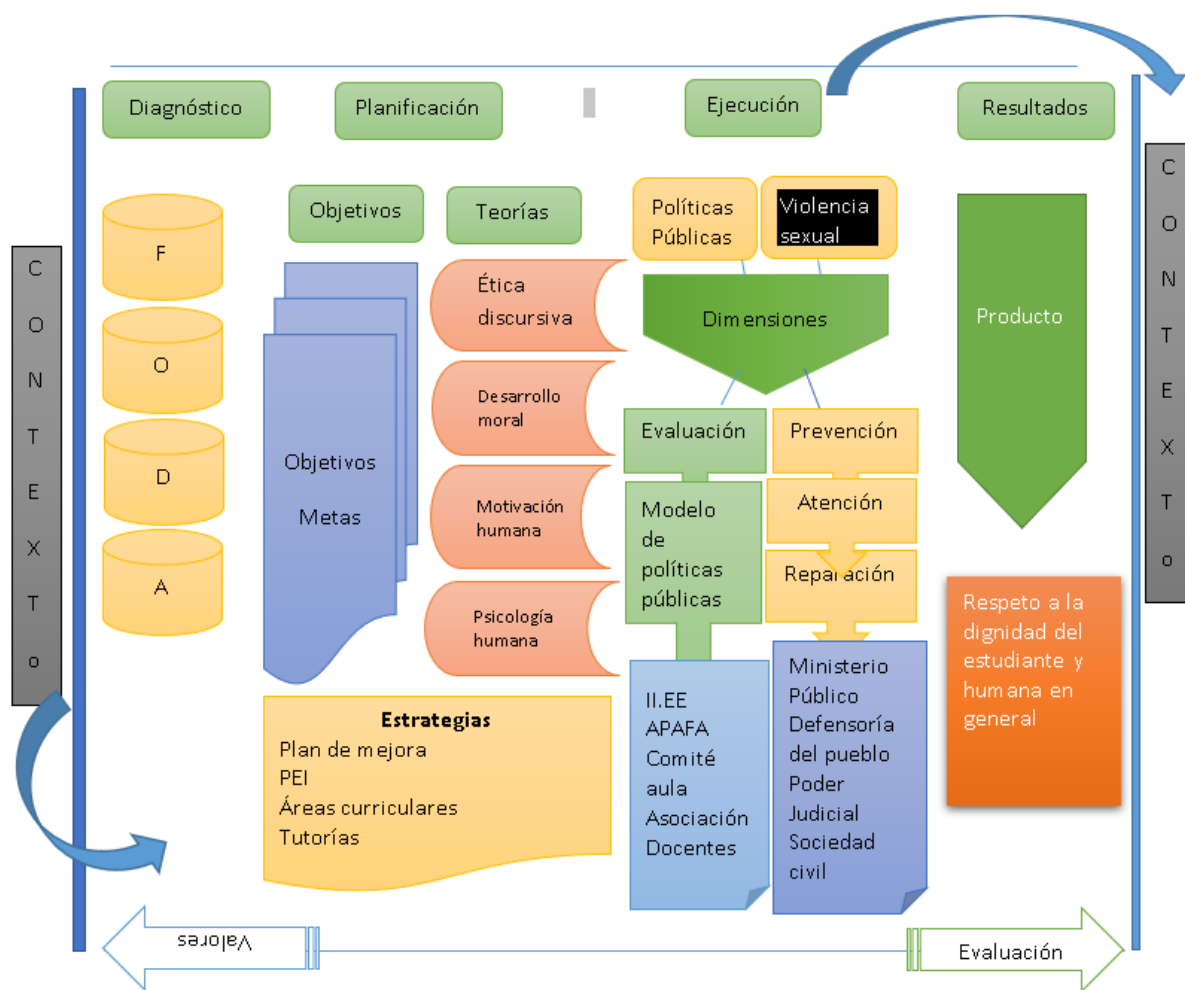 Diagnóstico
Planificación
Ejecución
Resultados
C
O
N
T
E
X
T
o
F
O
D
A
Objetivos
Teorías
Objetivos
Metas
Ética
discursiva
Desarrollo
moral
Motivación
humana
Psicología
humana
Estrategias
Plan de mejora
PEI
Áreas curriculares
Tutorías
Políticas
Públicas
Violencia
sexual
Dimensiones
Evaluación
Modelo
de
políticas
públicas
II.EE
APAFA
Comité
aula
Asociación
Docentes
Prevención
Atención
Reparación
Ministerio
Público
Defensoría
del pueblo
Poder
Judicial
Sociedad
civil
Producto
Respeto a la
dignidad del
estudiante y
humana en
general
C
O
N
T
E
X
T
o
Valores
Evaluación